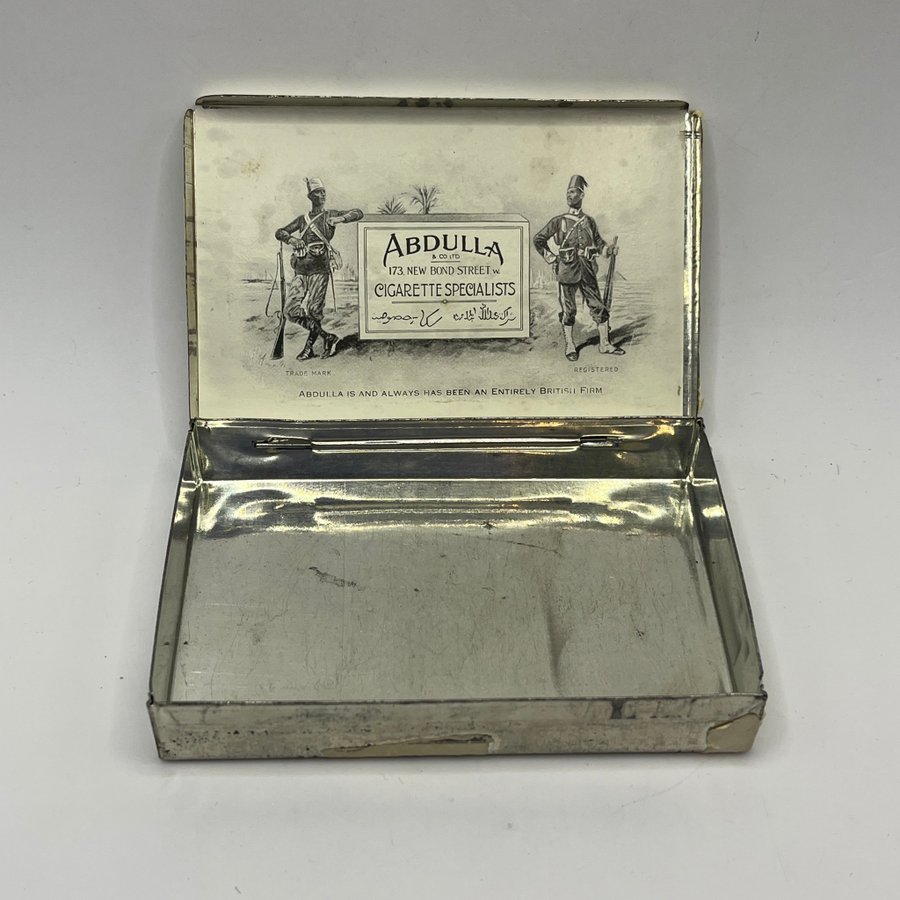 ABDULLA
& CO LTD
173, NEW BOND STREET W.
CIGARETTE SPECIALISTS
TRADE MARK
REGISTERED
ABDULLA IS AND ALWAYS HAS BEEN AN ENTIRELY BRITISH FIRM